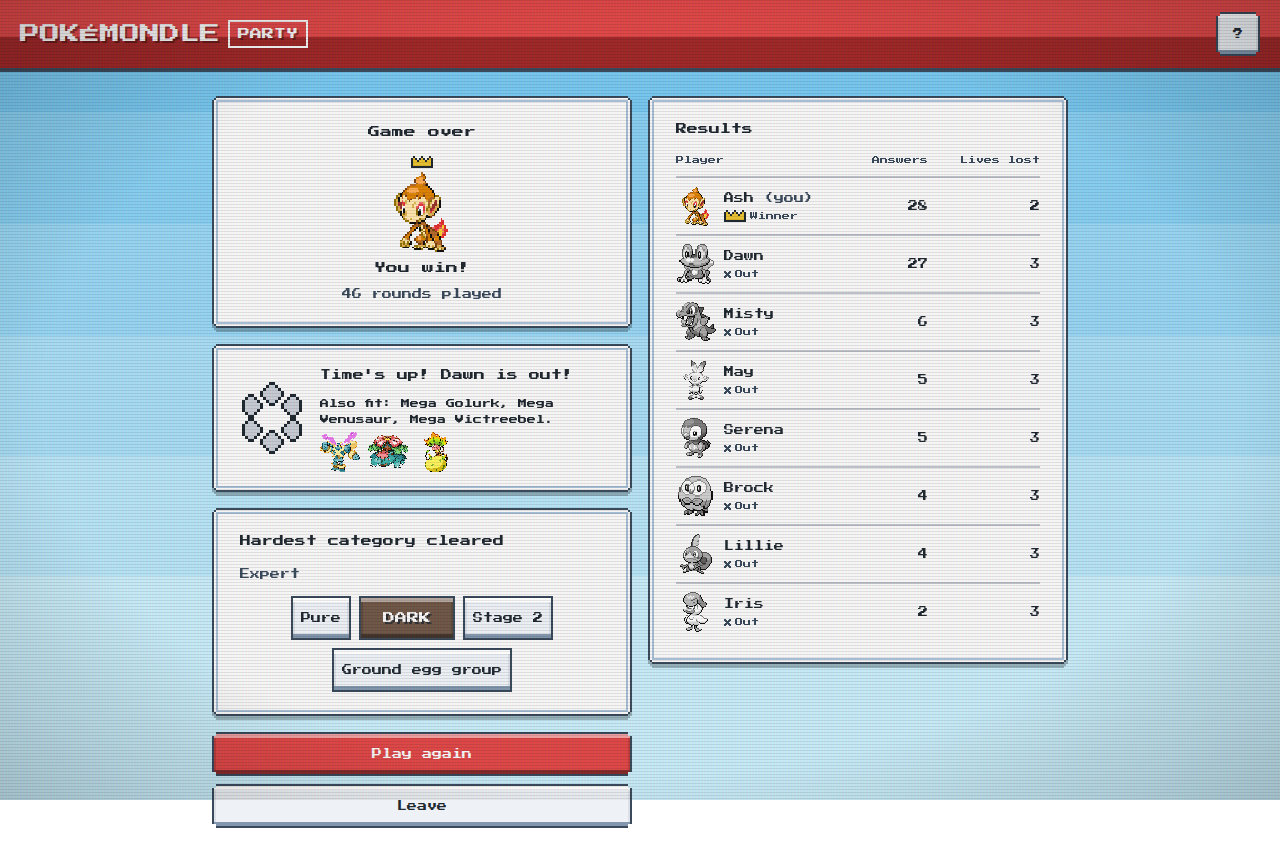 POKéMONDLE PARTY
?
Game over
You win!
46 rounds played
Time's up! Dawn is out!
Also fit: Mega Golurk, Mega
Venusaur, Mega Victreebel.
Hardest category cleared
Expert
Pure DARK Stage 2
Ground egg group
Play again
Leave
Results
Player Answers Lives lost
Ash (you) 28 2
Winner
Dawn 27 3
x Out
Misty 6 3
x Out
May 5 3
x Out
Serena 5 3
x Out
Brock 4 3
x Out
Lillie 4 3
x Out
Iris 2 3
x Out